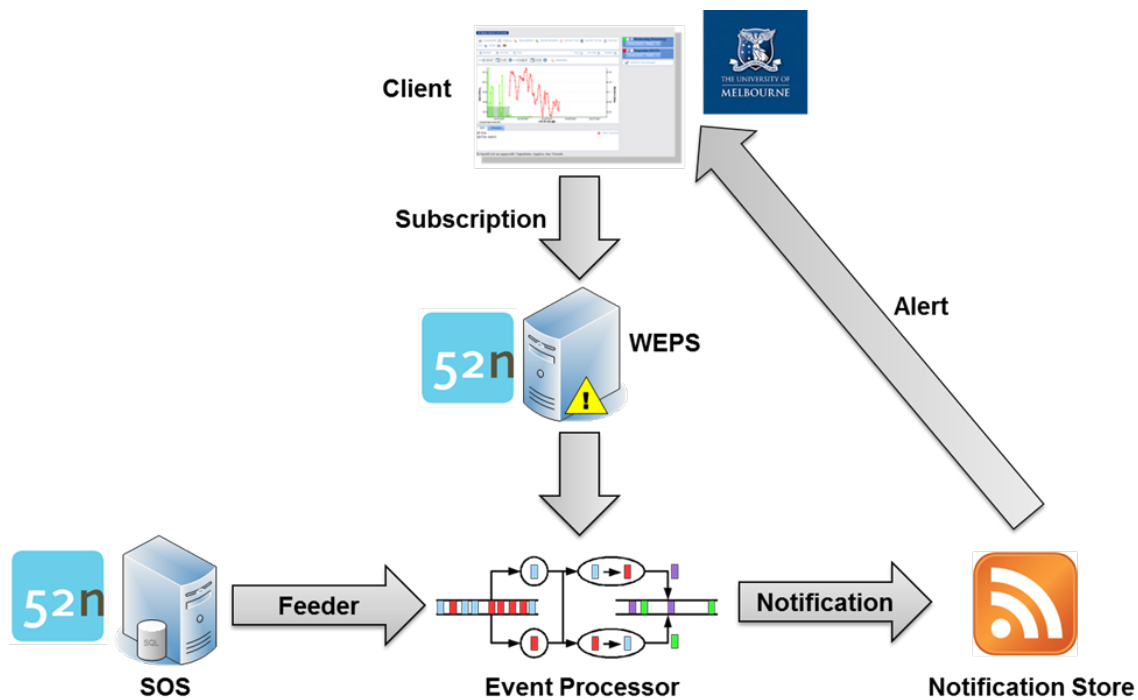 Client
THE UNIVERSITY OF
MELBOURNE
Subscription
52n
WEPS
Alert
!
52n
SQL
Feeder
Notification
SOS
Event Processor
Notification Store